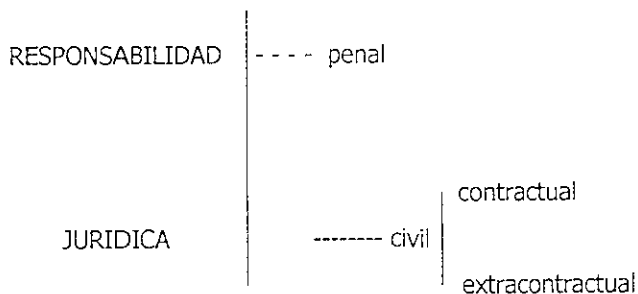 RESPONSABILIDAD - - - - penal
contractual
JURIDICA -------- civil
extracontractual